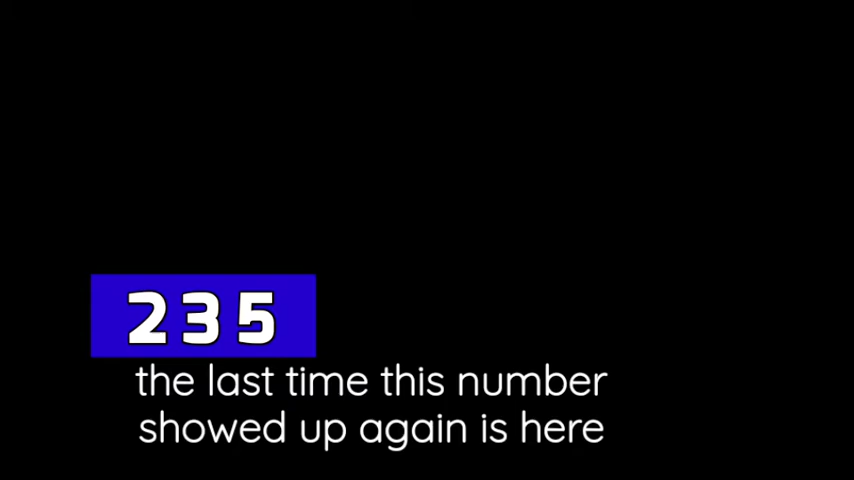 235
the last time this number
showed up again is here